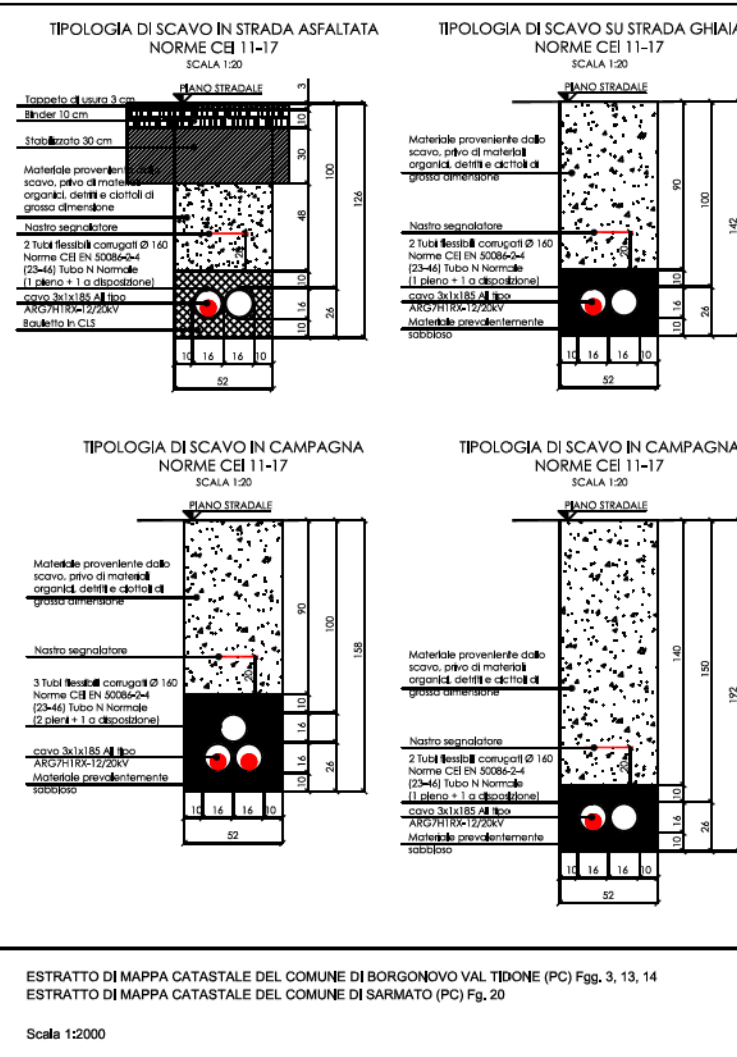 TIPOLOGIA DI SCAVO IN STRADA ASFALTATA
NORME CEI 11-17
SCALA 1:20
PIANO STRADALE
Tappeto di usura 3 cm
Binder 10 cm
Stabilizzato 30 cm
Materiale proveniente dallo
scavo, privo di materiali
organici, detriti e ciottoli di
grossa dimensione
Nastro segnalatore
2 Tubi flessibili corrugati Ø 160
Norme CEI EN 50086-2-4
(23-46) Tubo N Normale
(1 pieno + 1 a disposizione)
cavo 3x1x185 Al tipo
ARG7H1RX-12/20kV
Bauletto in CLS
3
10
30
48
10
16
10
100
26
126
20
10 16 16 10
52
TIPOLOGIA DI SCAVO SU STRADA GHIAIA
NORME CEI 11-17
SCALA 1:20
PIANO STRADALE
Materiale proveniente dallo
scavo, privo di materiali
organici, detriti e ciottoli di
grossa dimensione
Nastro segnalatore
2 Tubi flessibili corrugati Ø 160
Norme CEI EN 50086-2-4
(23-46) Tubo N Normale
(1 pieno + 1 a disposizione)
cavo 3x1x185 Al tipo
ARG7H1RX-12/20kV
Materiale prevalentemente
sabbioso
90
10
16
10
100
26
142
20
10 16 16 10
52
TIPOLOGIA DI SCAVO IN CAMPAGNA
NORME CEI 11-17
SCALA 1:20
PIANO STRADALE
Materiale proveniente dallo
scavo, privo di materiali
organici, detriti e ciottoli di
grossa dimensione
Nastro segnalatore
3 Tubi flessibili corrugati Ø 160
Norme CEI EN 50086-2-4
(23-46) Tubo N Normale
(2 pieni + 1 a disposizione)
cavo 3x1x185 Al tipo
ARG7H1RX-12/20kV
Materiale prevalentemente
sabbioso
90
10
16
16
10
100
26
158
20
10 16 16 10
52
TIPOLOGIA DI SCAVO IN CAMPAGNA
NORME CEI 11-17
SCALA 1:20
PIANO STRADALE
Materiale proveniente dallo
scavo, privo di materiali
organici, detriti e ciottoli di
grossa dimensione
Nastro segnalatore
2 Tubi flessibili corrugati Ø 160
Norme CEI EN 50086-2-4
(23-46) Tubo N Normale
(1 pieno + 1 a disposizione)
cavo 3x1x185 Al tipo
ARG7H1RX-12/20kV
Materiale prevalentemente
sabbioso
140
10
16
10
150
26
192
20
10 16 16 10
52
ESTRATTO DI MAPPA CATASTALE DEL COMUNE DI BORGONOVO VAL TIDONE (PC) Fgg. 3, 13, 14
ESTRATTO DI MAPPA CATASTALE DEL COMUNE DI SARMATO (PC) Fg. 20
Scala 1:2000